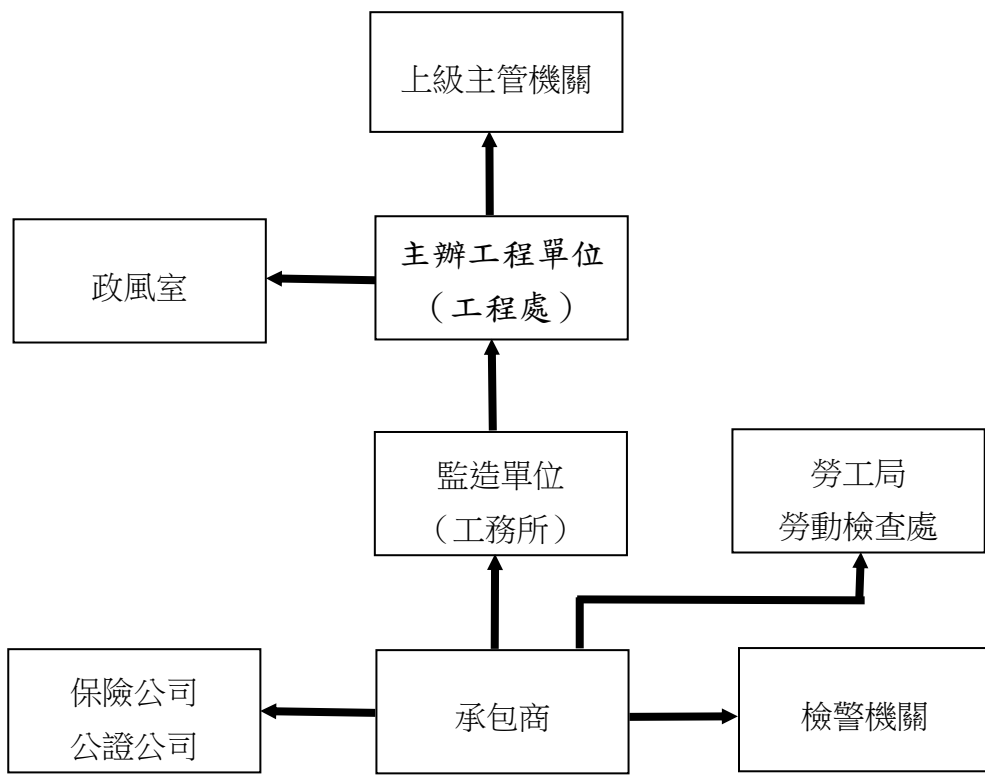 上級主管機關
政風室
主辦工程單位
（工程處）
監造單位
（工務所）
勞工局
勞動檢查處
保險公司
公證公司
承包商
檢警機關